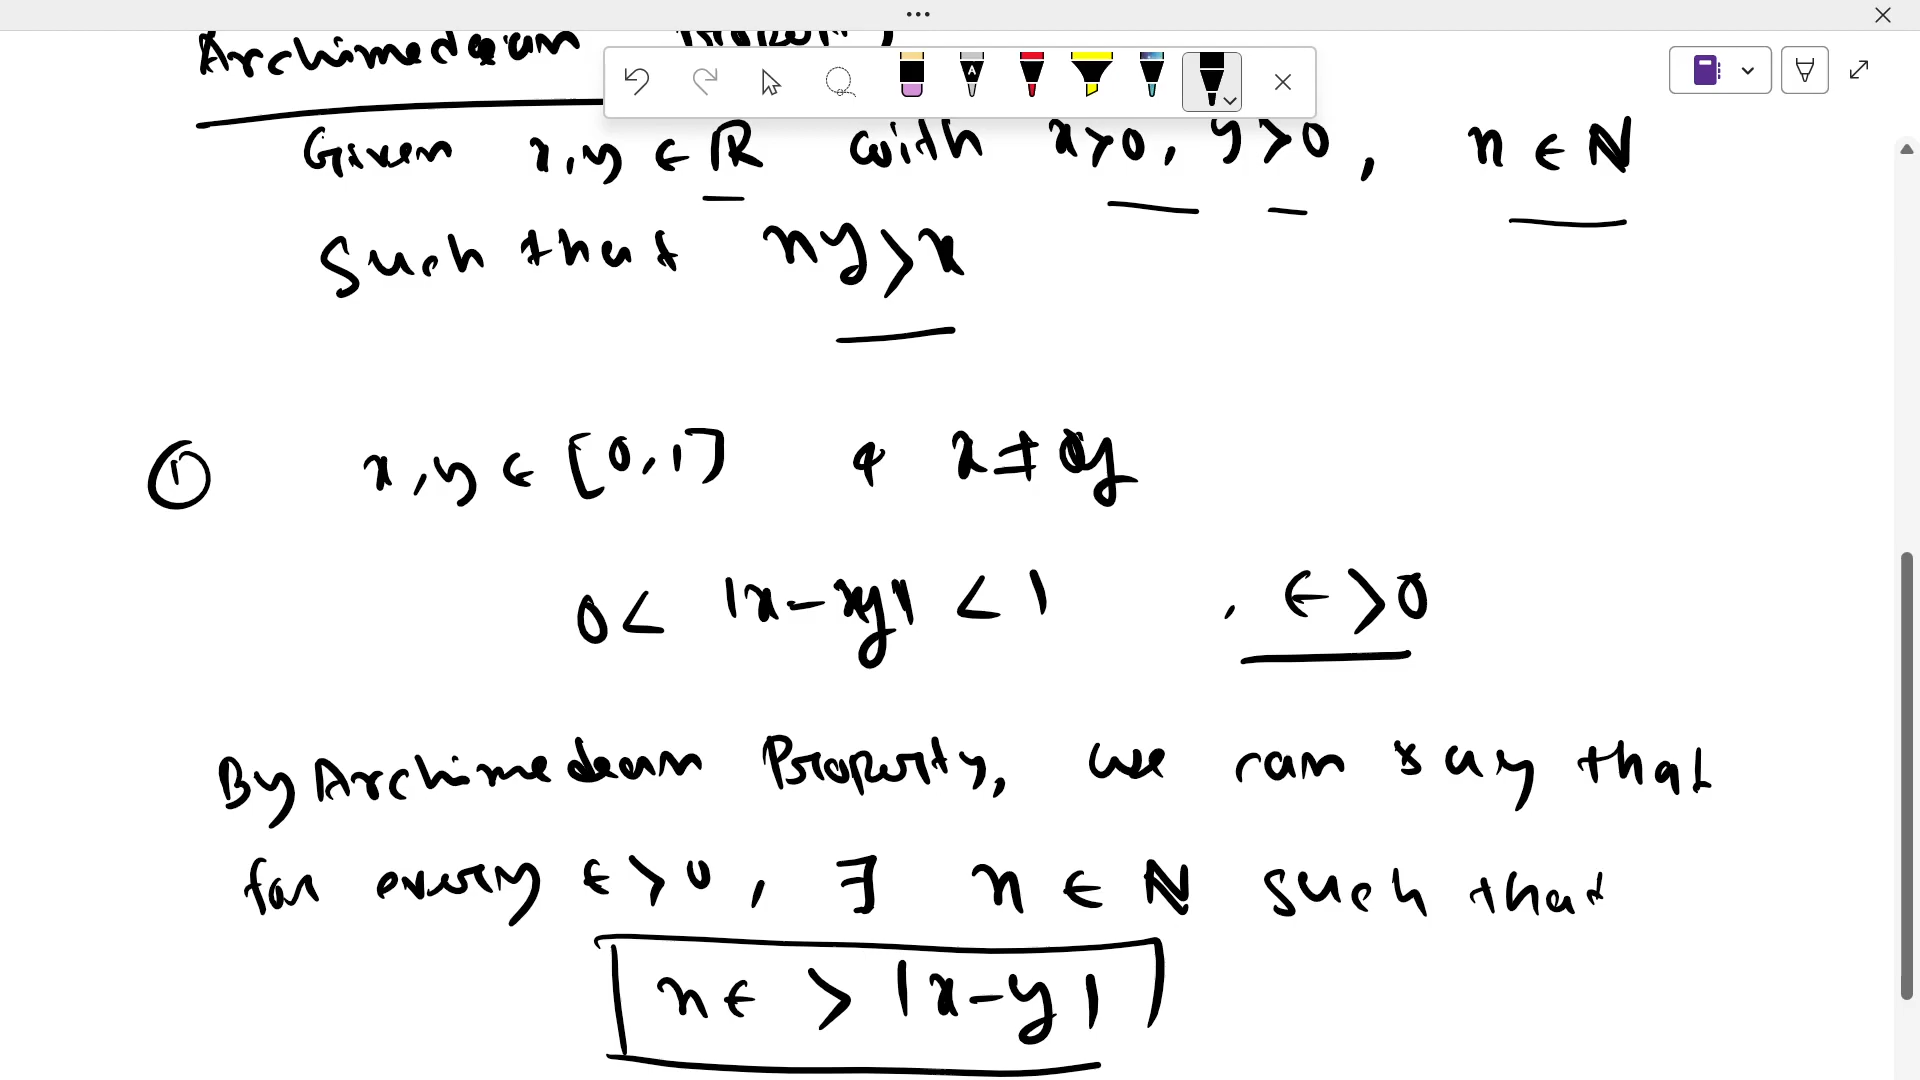 Archimedean Property
Given x, y ∈ ℝ with x>0, y>0, n ∈ ℕ
Such that ny>x
① x, y ∈ [0,1] & x ≠ y
0< |x-y| < 1 , ∈ >0
By Archimedean Property, we can say that
for every ∈>0, ∃ n ∈ ℕ such that
n∈ > |x-y|